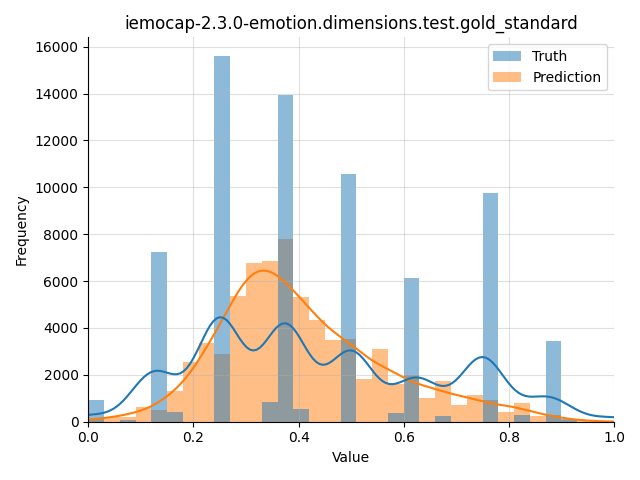 iemocap-2.3.0-emotion.dimensions.test.gold_standard
Truth
Prediction
16000
14000
12000
10000
8000
6000
4000
2000
0
Frequency
0.0 0.2 0.4 0.6 0.8 1.0
Value